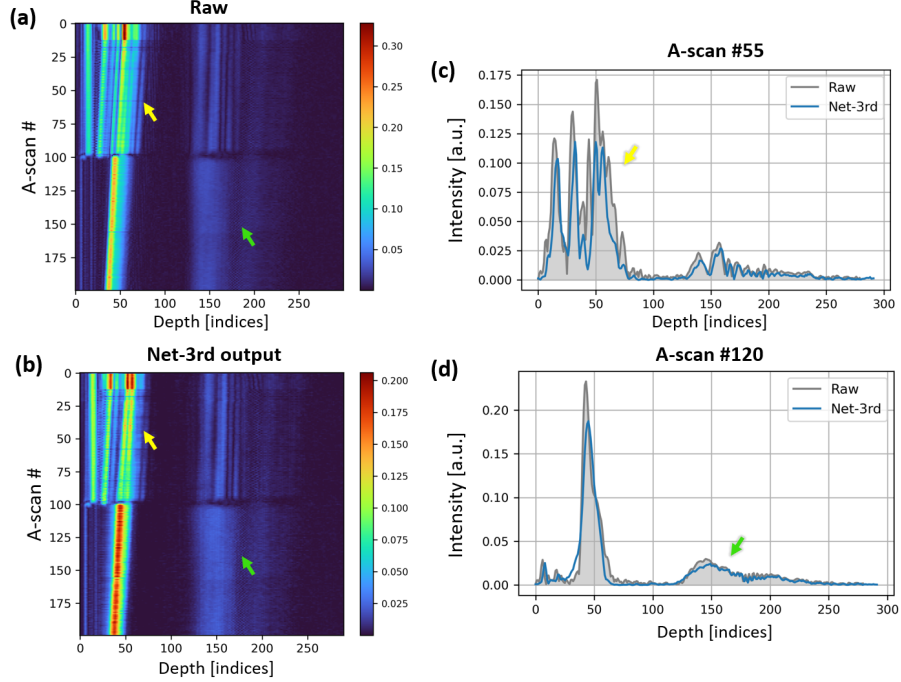 (a)
Raw
0
25
50
75
100
125
150
175
A-scan #
0 50 100 150 200 250
Depth [indices]
0.30
0.25
0.20
0.15
0.10
0.05
(b)
Net-3rd output
0
25
50
75
100
125
150
175
A-scan #
0 50 100 150 200 250
Depth [indices]
0.200
0.175
0.150
0.125
0.100
0.075
0.050
0.025
(c)
A-scan #55
Raw
Net-3rd
0.175
0.150
0.125
0.100
0.075
0.050
0.025
0.000
Intensity [a.u.]
0 50 100 150 200 250 300
Depth [indices]
(d)
A-scan #120
Raw
Net-3rd
0.20
0.15
0.10
0.05
0.00
Intensity [a.u.]
0 50 100 150 200 250 300
Depth [indices]